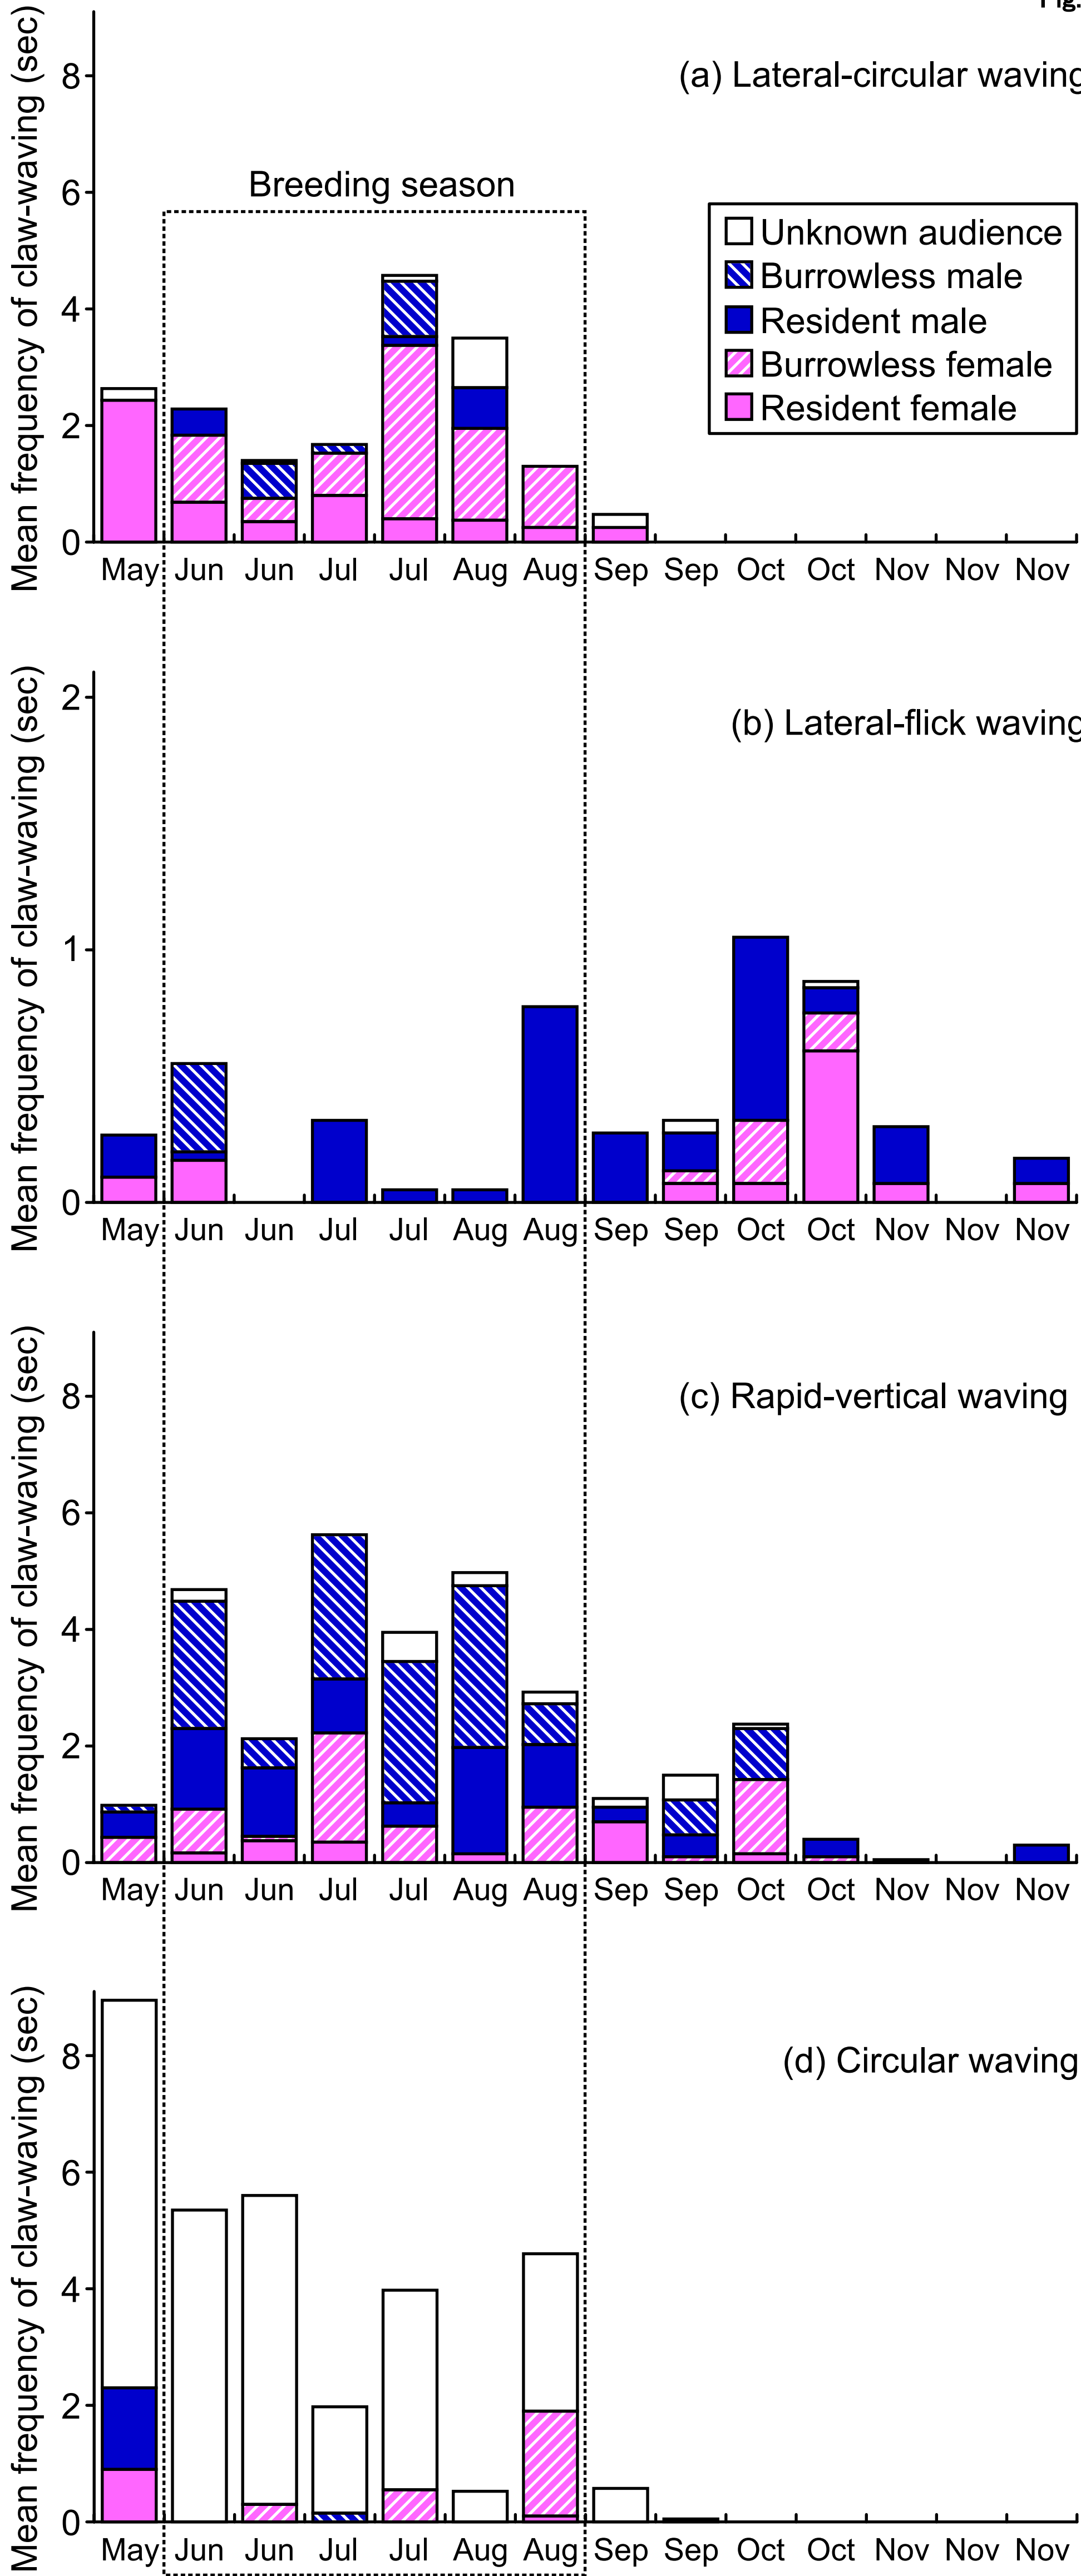 Fig.
(a) Lateral-circular waving
Mean frequency of claw-waving (sec)
8
6
4
2
0
Breeding season
Unknown audience
Burrowless male
Resident male
Burrowless female
Resident female
May Jun Jun Jul Jul Aug Aug Sep Sep Oct Oct Nov Nov Nov
(b) Lateral-flick waving
Mean frequency of claw-waving (sec)
2
1
0
May Jun Jun Jul Jul Aug Aug Sep Sep Oct Oct Nov Nov Nov
(c) Rapid-vertical waving
Mean frequency of claw-waving (sec)
8
6
4
2
0
May Jun Jun Jul Jul Aug Aug Sep Sep Oct Oct Nov Nov Nov
(d) Circular waving
Mean frequency of claw-waving (sec)
8
6
4
2
0
May Jun Jun Jul Jul Aug Aug Sep Sep Oct Oct Nov Nov Nov